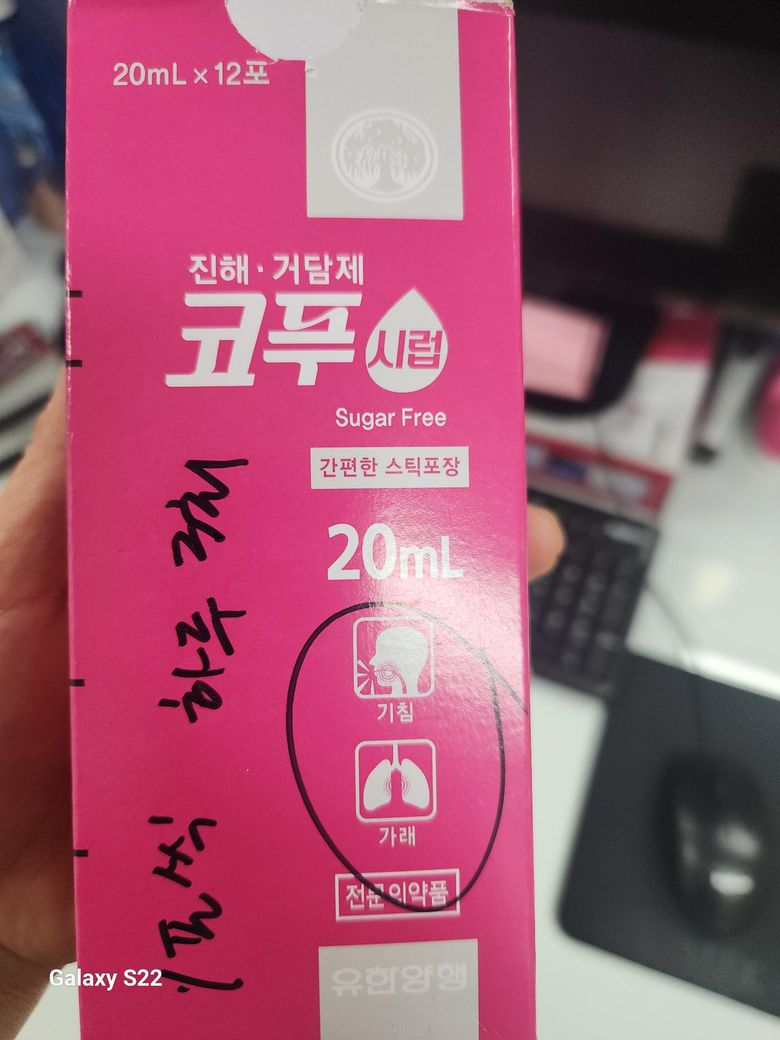 20mL × 12포
진해·거담제
코푸시럽
Sugar Free
간편한 스틱포장
20mL
기침
가래
전문의약품
유한양행
하루
1포씩
Galaxy S22